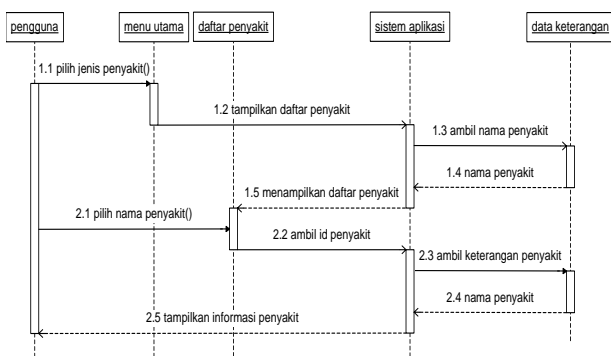 pengguna
menu utama
daftar penyakit
sistem aplikasi
data keterangan
1.1 pilih jenis penyakit()
1.2 tampilkan daftar penyakit
1.3 ambil nama penyakit
1.4 nama penyakit
1.5 menampilkan daftar penyakit
2.1 pilih nama penyakit()
2.2 ambil id penyakit
2.3 ambil keterangan penyakit
2.4 nama penyakit
2.5 tampilkan informasi penyakit